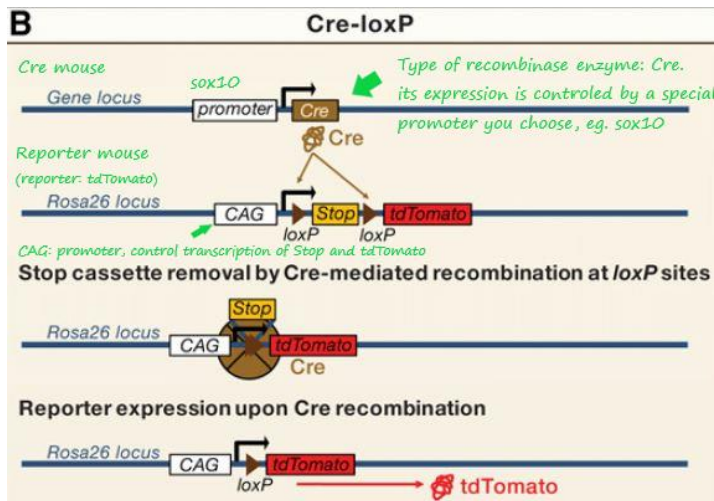 B
Cre-loxP
Cre mouse
sox10
Type of recombinase enzyme: Cre.
its expression is controled by a special
promoter you choose, eg. sox10
Gene locus
promoter
Cre
Cre
Reporter mouse
(reporter: tdTomato)
Rosa26 locus
CAG
Stop
tdTomato
loxP
loxP
CAG: promoter, control transcription of Stop and tdTomato
Stop cassette removal by Cre-mediated recombination at loxP sites
Stop
Rosa26 locus
CAG
tdTomato
Cre
Reporter expression upon Cre recombination
Rosa26 locus
CAG
tdTomato
loxP
tdTomato